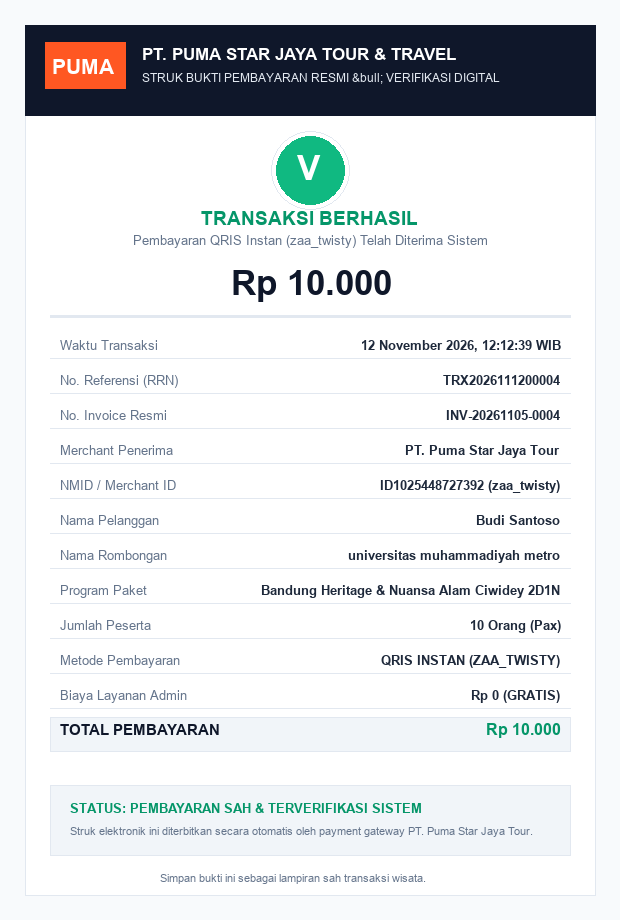 PUMA
PT. PUMA STAR JAYA TOUR & TRAVEL
STRUK BUKTI PEMBAYARAN RESMI &bull; VERIFIKASI DIGITAL
V
TRANSAKSI BERHASIL
Pembayaran QRIS Instan (zaa_twisty) Telah Diterima Sistem
Rp 10.000
Waktu Transaksi 12 November 2026, 12:12:39 WIB
No. Referensi (RRN) TRX2026111200004
No. Invoice Resmi INV-20261105-0004
Merchant Penerima PT. Puma Star Jaya Tour
NMID / Merchant ID ID1025448727392 (zaa_twisty)
Nama Pelanggan Budi Santoso
Nama Rombongan universitas muhammadiyah metro
Program Paket Bandung Heritage & Nuansa Alam Ciwidey 2D1N
Jumlah Peserta 10 Orang (Pax)
Metode Pembayaran QRIS INSTAN (ZAA_TWISTY)
Biaya Layanan Admin Rp 0 (GRATIS)
TOTAL PEMBAYARAN Rp 10.000
STATUS: PEMBAYARAN SAH & TERVERIFIKASI SISTEM
Struk elektronik ini diterbitkan secara otomatis oleh payment gateway PT. Puma Star Jaya Tour.
Simpan bukti ini sebagai lampiran sah transaksi wisata.